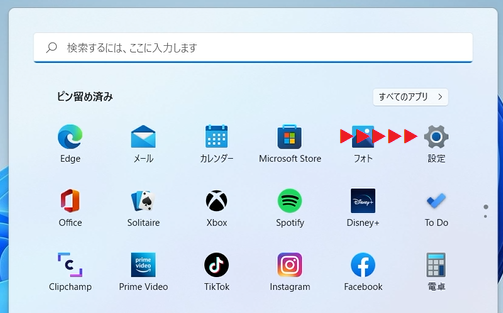 検索するには、ここに入力します
ピン留め済み
すべてのアプリ >
Edge
メール
カレンダー
Microsoft Store
フォト
設定
Office
Solitaire
Xbox
Disney+
Spotify
Disney+
To Do
prime video
Clipchamp
Prime Video
TikTok
Instagram
Facebook
電卓